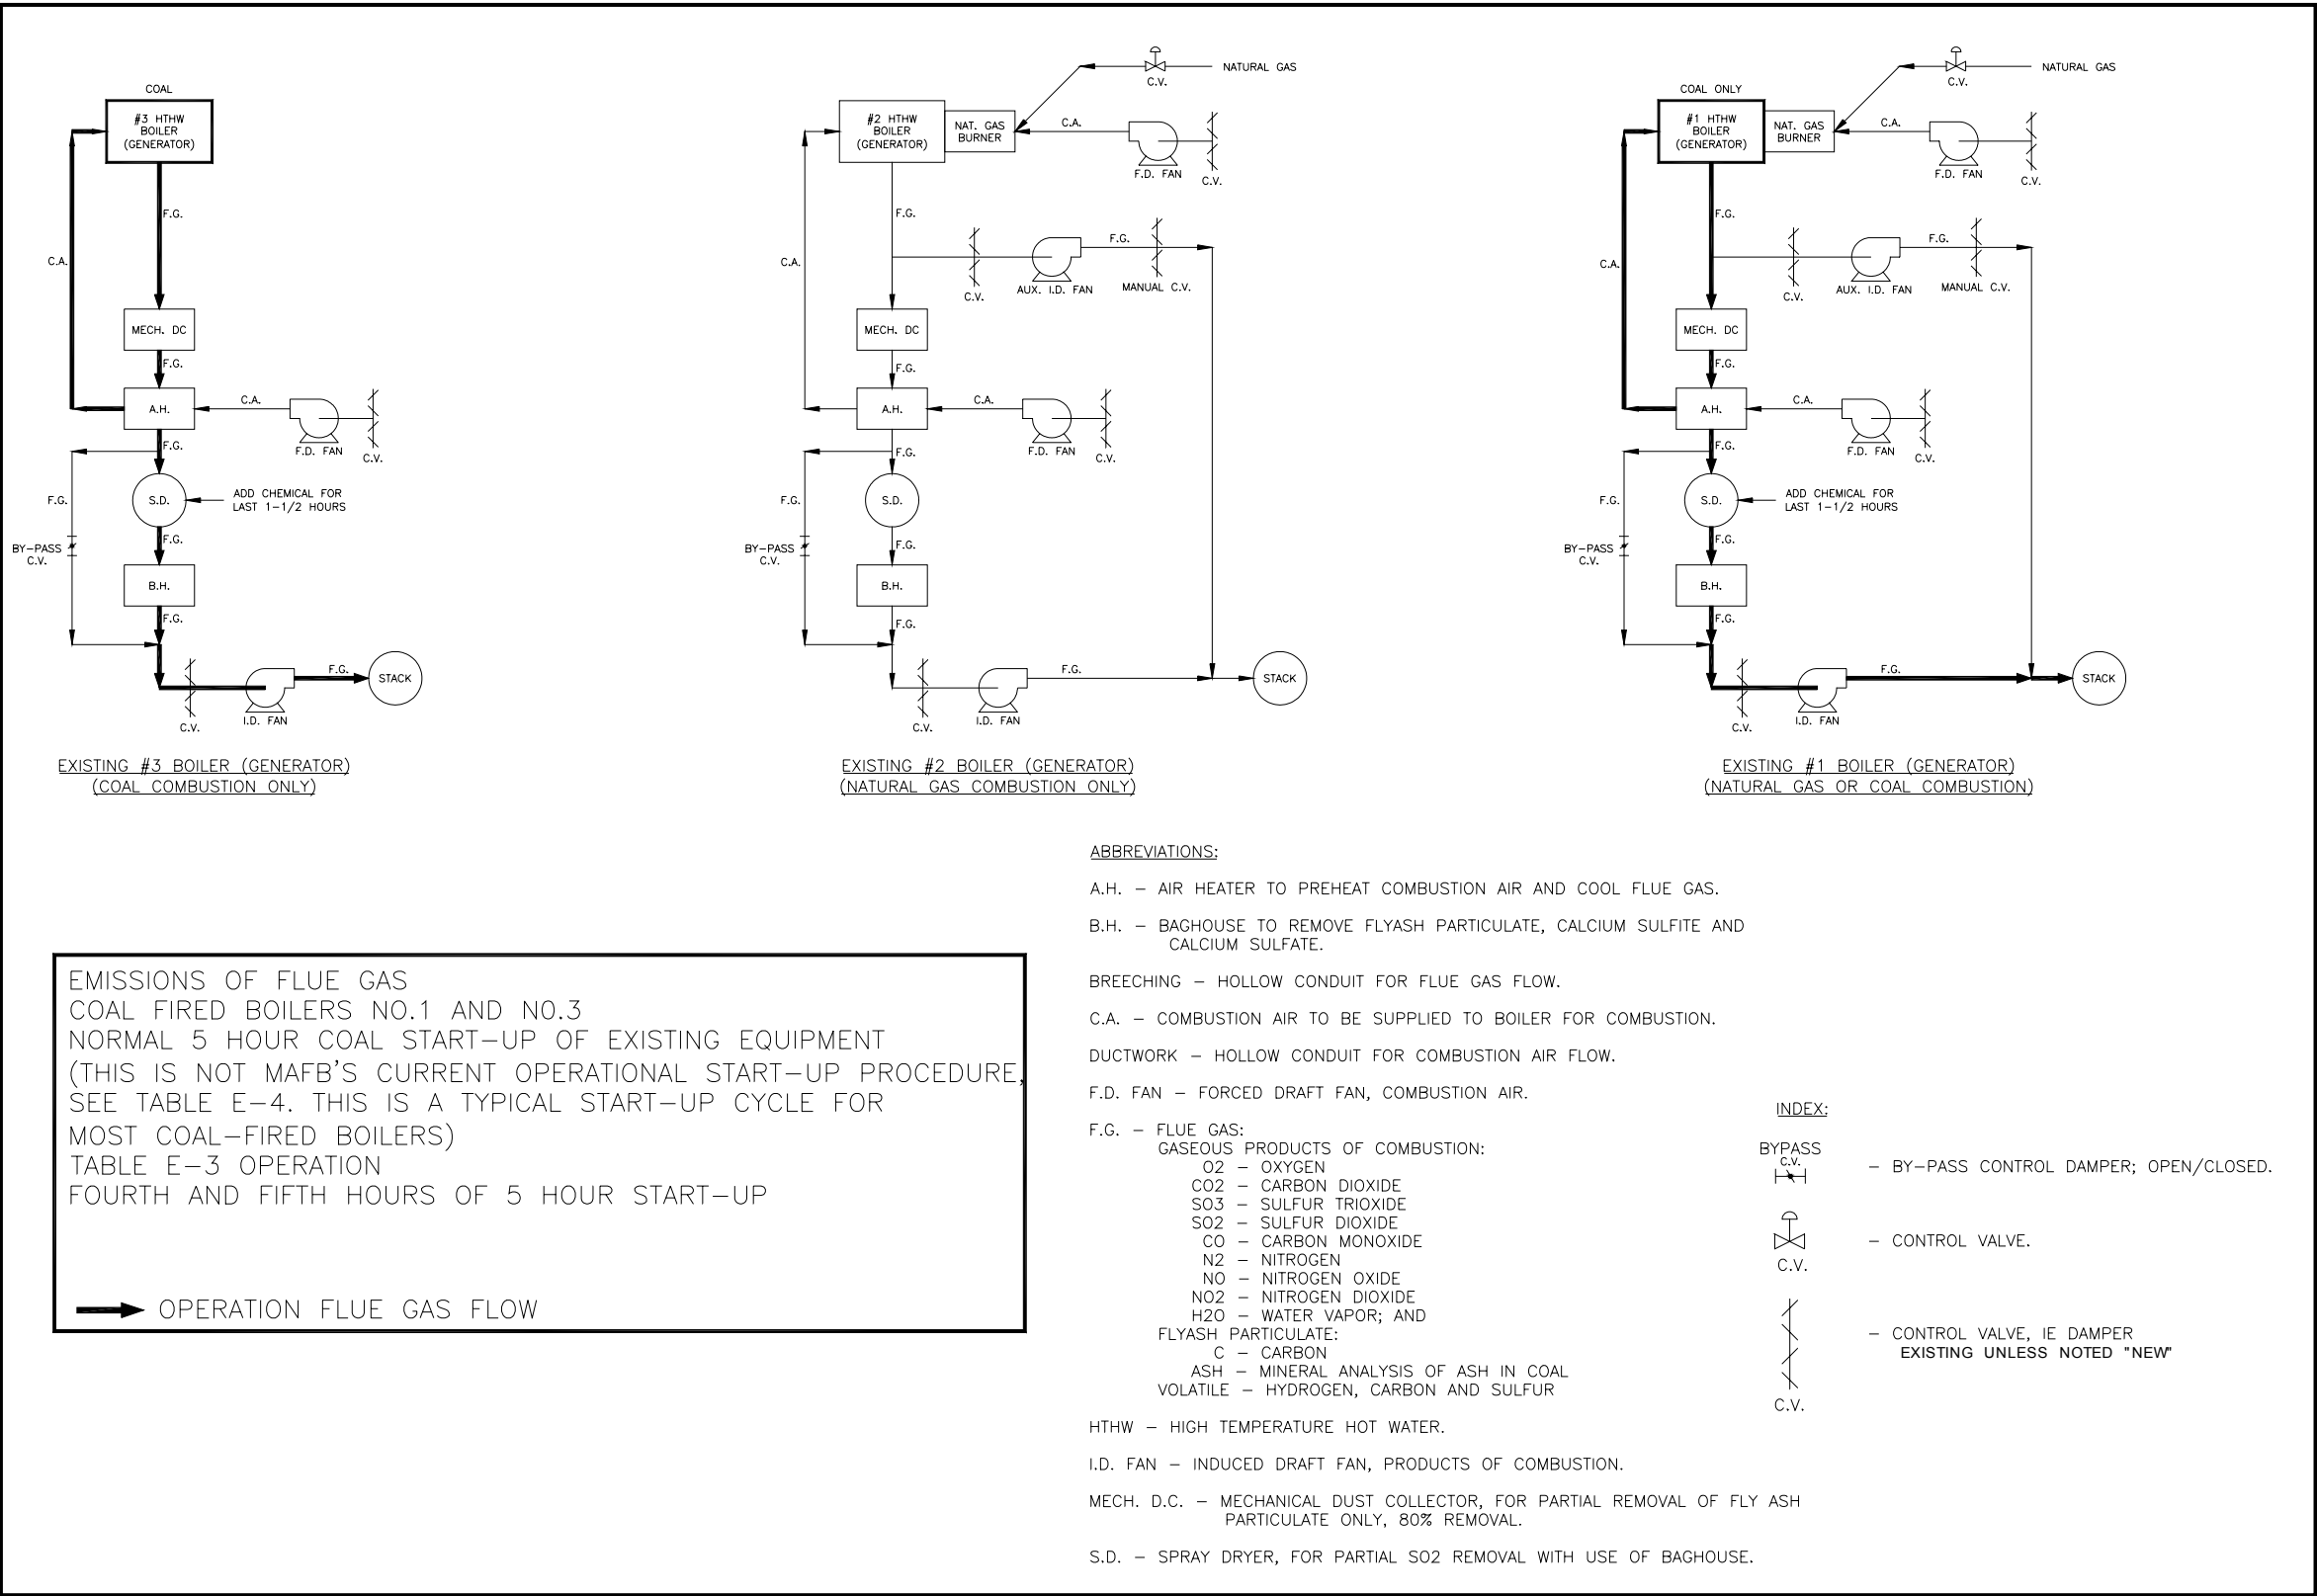 COAL
#3 HTHW
BOILER
(GENERATOR)
F.G.
C.A.
MECH. DC
F.G.
A.H.
C.A.
F.D. FAN
C.V.
F.G.
F.G.
S.D.
ADD CHEMICAL FOR
LAST 1-1/2 HOURS
F.G.
BY-PASS
C.V.
B.H.
F.G.
F.G.
STACK
I.D. FAN
C.V.
EXISTING #3 BOILER (GENERATOR)
(COAL COMBUSTION ONLY)
NATURAL GAS
C.V.
#2 HTHW
BOILER
(GENERATOR)
NAT. GAS
BURNER
C.A.
F.D. FAN
C.V.
F.G.
F.G.
C.A.
C.V.
AUX. I.D. FAN
MANUAL C.V.
MECH. DC
F.G.
A.H.
C.A.
F.D. FAN
C.V.
F.G.
F.G.
S.D.
F.G.
BY-PASS
C.V.
B.H.
F.G.
F.G.
STACK
I.D. FAN
C.V.
EXISTING #2 BOILER (GENERATOR)
(NATURAL GAS COMBUSTION ONLY)
NATURAL GAS
C.V.
COAL ONLY
#1 HTHW
BOILER
(GENERATOR)
NAT. GAS
BURNER
C.A.
F.D. FAN
C.V.
F.G.
F.G.
C.A.
C.V.
AUX. I.D. FAN
MANUAL C.V.
MECH. DC
F.G.
A.H.
C.A.
F.D. FAN
C.V.
F.G.
F.G.
S.D.
ADD CHEMICAL FOR
LAST 1-1/2 HOURS
F.G.
BY-PASS
C.V.
B.H.
F.G.
F.G.
STACK
I.D. FAN
C.V.
EXISTING #1 BOILER (GENERATOR)
(NATURAL GAS OR COAL COMBUSTION)
EMISSIONS OF FLUE GAS
COAL FIRED BOILERS NO.1 AND NO.3
NORMAL 5 HOUR COAL START-UP OF EXISTING EQUIPMENT
(THIS IS NOT MAFB'S CURRENT OPERATIONAL START-UP PROCEDURE,
SEE TABLE E-4. THIS IS A TYPICAL START-UP CYCLE FOR
MOST COAL-FIRED BOILERS)
TABLE E-3 OPERATION
FOURTH AND FIFTH HOURS OF 5 HOUR START-UP
OPERATION FLUE GAS FLOW
ABBREVIATIONS:
A.H. - AIR HEATER TO PREHEAT COMBUSTION AIR AND COOL FLUE GAS.
B.H. - BAGHOUSE TO REMOVE FLYASH PARTICULATE, CALCIUM SULFITE AND
CALCIUM SULFATE.
BREECHING - HOLLOW CONDUIT FOR FLUE GAS FLOW.
C.A. - COMBUSTION AIR TO BE SUPPLIED TO BOILER FOR COMBUSTION.
DUCTWORK - HOLLOW CONDUIT FOR COMBUSTION AIR FLOW.
F.D. FAN - FORCED DRAFT FAN, COMBUSTION AIR.
F.G. - FLUE GAS:
GASEOUS PRODUCTS OF COMBUSTION:
O2 - OXYGEN
CO2 - CARBON DIOXIDE
SO3 - SULFUR TRIOXIDE
SO2 - SULFUR DIOXIDE
CO - CARBON MONOXIDE
N2 - NITROGEN
NO - NITROGEN OXIDE
NO2 - NITROGEN DIOXIDE
H2O - WATER VAPOR; AND
FLYASH PARTICULATE:
C - CARBON
ASH - MINERAL ANALYSIS OF ASH IN COAL
VOLATILE - HYDROGEN, CARBON AND SULFUR
HTHW - HIGH TEMPERATURE HOT WATER.
I.D. FAN - INDUCED DRAFT FAN, PRODUCTS OF COMBUSTION.
MECH. D.C. - MECHANICAL DUST COLLECTOR, FOR PARTIAL REMOVAL OF FLY ASH
PARTICULATE ONLY, 80% REMOVAL.
S.D. - SPRAY DRYER, FOR PARTIAL SO2 REMOVAL WITH USE OF BAGHOUSE.
INDEX:
BYPASS
C.V.
- BY-PASS CONTROL DAMPER; OPEN/CLOSED.
- CONTROL VALVE.
C.V.
- CONTROL VALVE, IE DAMPER
EXISTING UNLESS NOTED "NEW"
C.V.